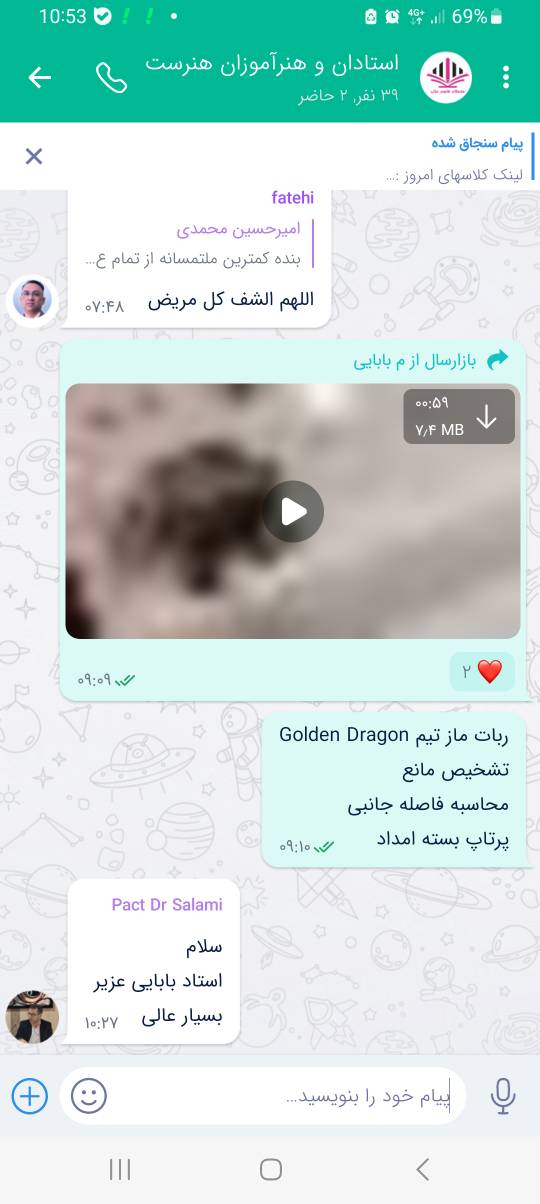 10:53
4G+
69%
استادان و هنرآموزان هنرست
۳۹ نفر, ۲ حاضر
پیام سنجاق شده
لینک کلاسهای امروز :...
fatehi
امیرحسین محمدی
بنده کمترین ملتمسانه از تمام ع...
اللهم الشف کل مریض
۰۷:۴۸
بازارسال از م بابایی
۰۰:۵۹
۷٫۴ MB
۲
۰۹:۰۹
ربات ماز تیم Golden Dragon
تشخیص مانع
محاسبه فاصله جانبی
پرتاپ بسته امداد
۰۹:۱۰
Pact Dr Salami
سلام
استاد بابایی عزیر
بسیار عالی
۱۰:۲۷
پیام خود را بنویسید...